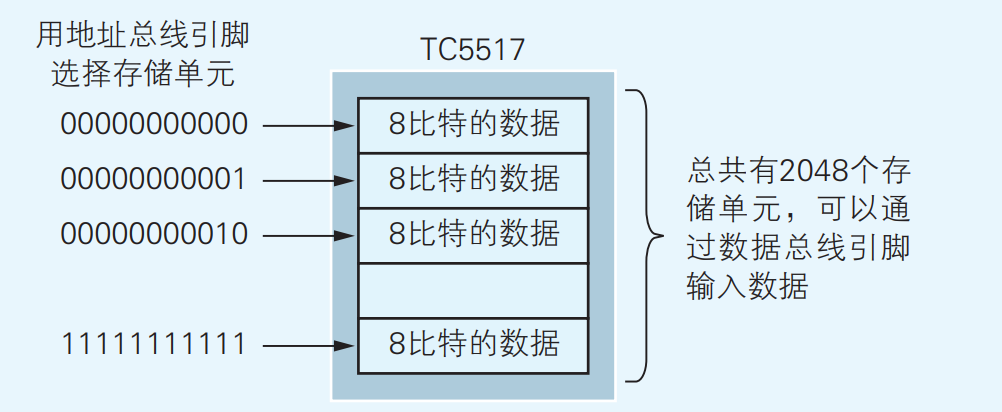 用地址总线引脚
选择存储单元
TC5517
00000000000
8比特的数据
00000000001
8比特的数据
00000000010
8比特的数据
11111111111
8比特的数据
总共有2048个存
储单元，可以通
过数据总线引脚
输入数据